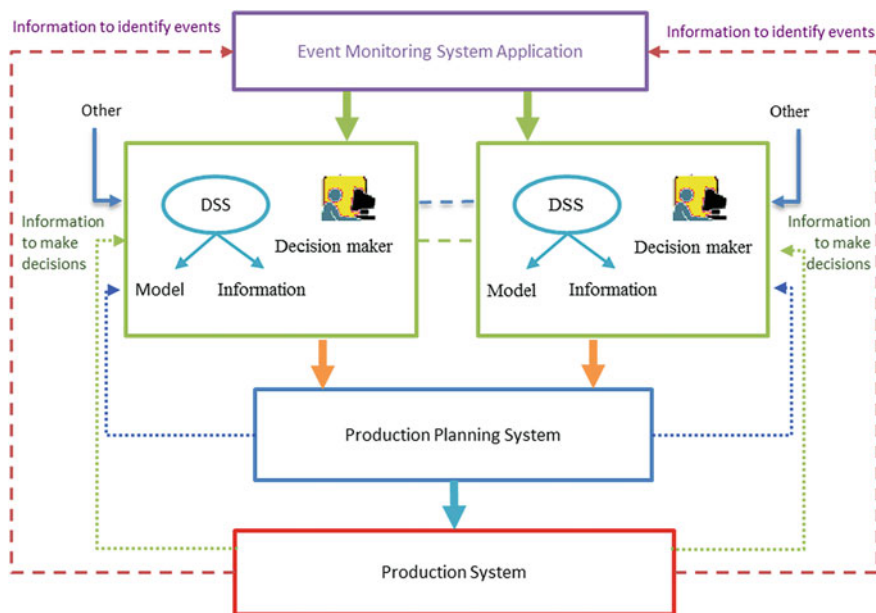 Information to identify events
Information to identify events
Event Monitoring System Application
Other
Other
DSS
Decision maker
Model
Information
DSS
Decision maker
Model
Information
Information
to make
decisions
Information
to make
decisions
Production Planning System
Production System